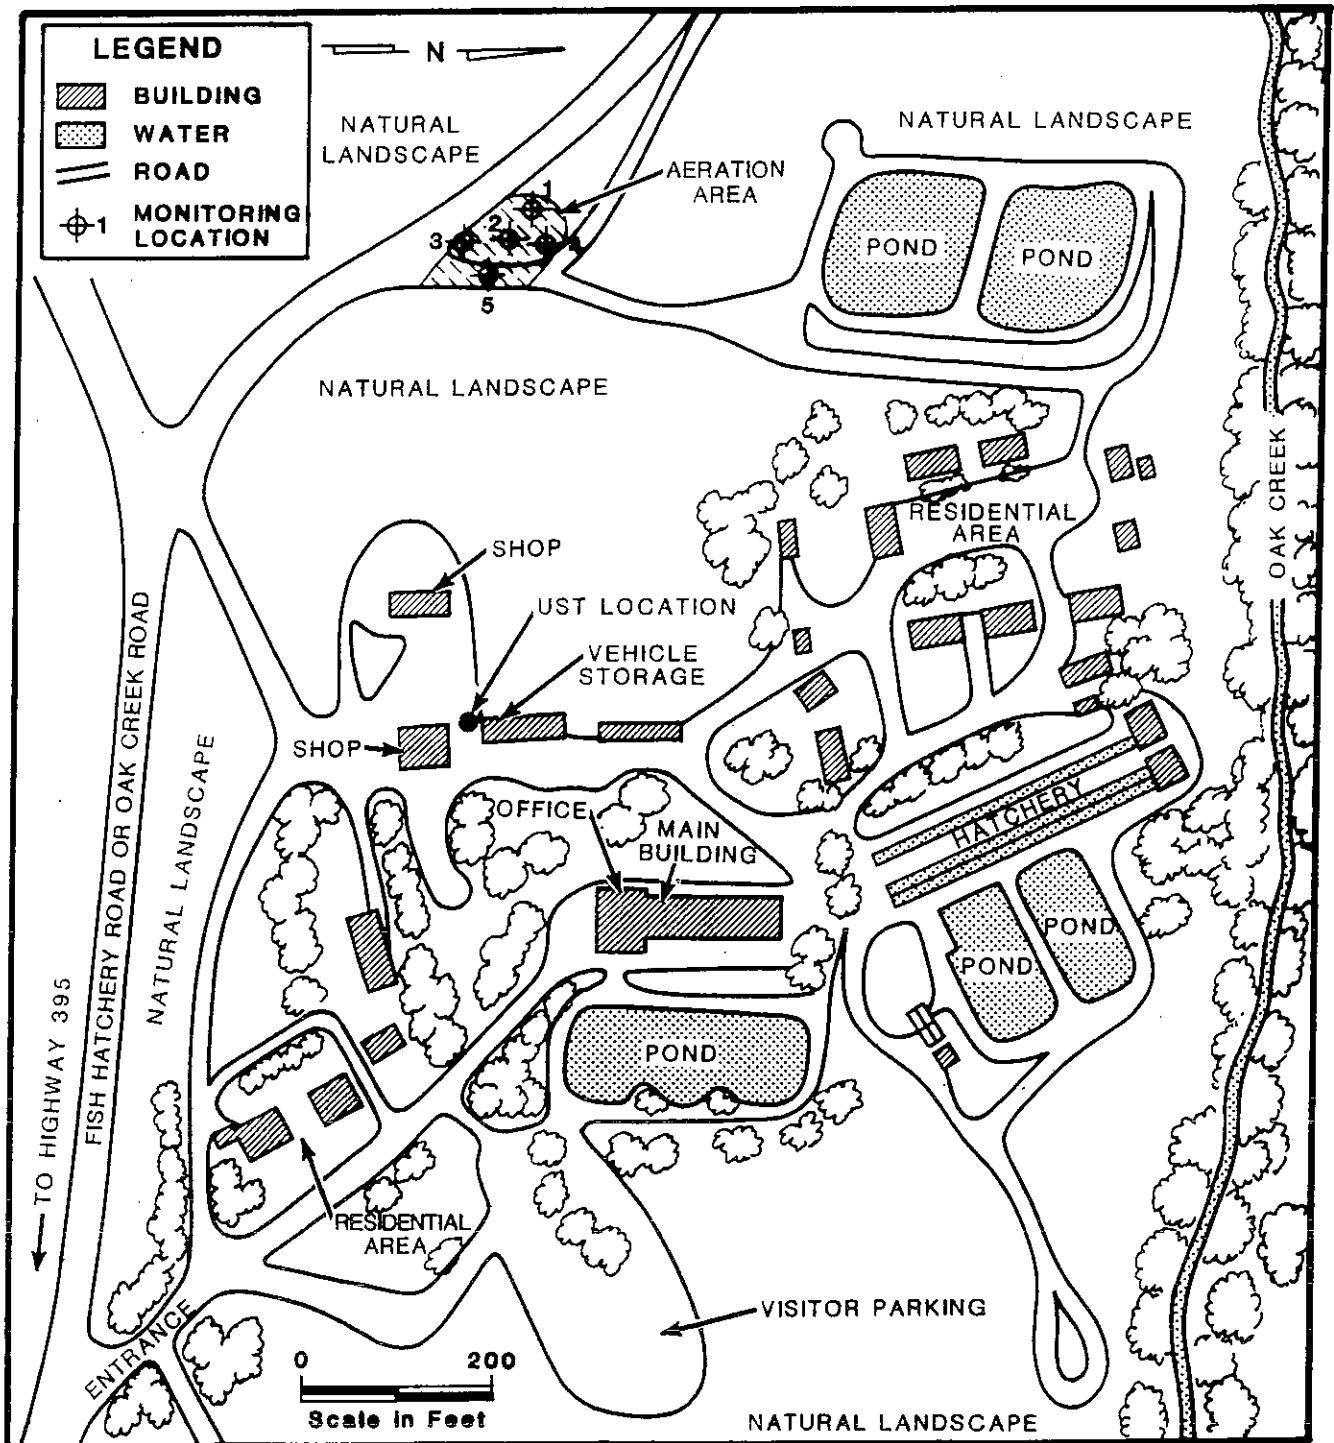 LEGEND
BUILDING
WATER
ROAD
1 MONITORING
LOCATION
N
NATURAL
LANDSCAPE
NATURAL LANDSCAPE
AERATION
AREA
1
2
3
4
5
POND
POND
NATURAL LANDSCAPE
RESIDENTIAL
AREA
OAK CREEK
SHOP
UST LOCATION
VEHICLE
STORAGE
SHOP
OFFICE
MAIN
BUILDING
HATCHERY
POND
POND
POND
NATURAL LANDSCAPE
FISH HATCHERY ROAD OR OAK CREEK ROAD
TO HIGHWAY 395
RESIDENTIAL
AREA
ENTRANCE
VISITOR PARKING
0 200
Scale in Feet
NATURAL LANDSCAPE